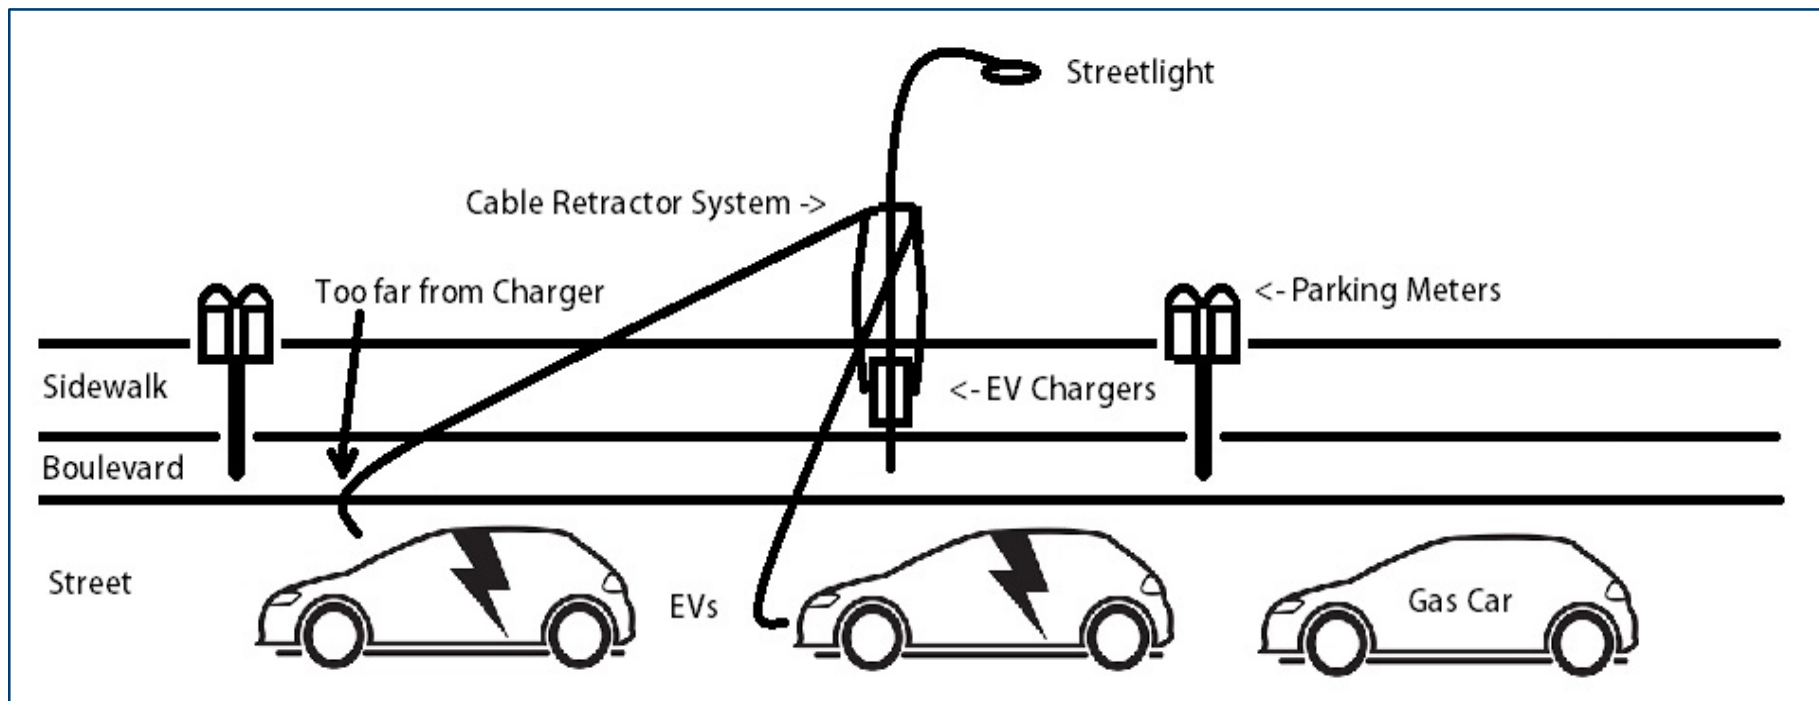 Streetlight
Cable Retractor System ->
Too far from Charger
<- Parking Meters
Sidewalk
<- EV Chargers
Boulevard
Street
EVs
Gas Car